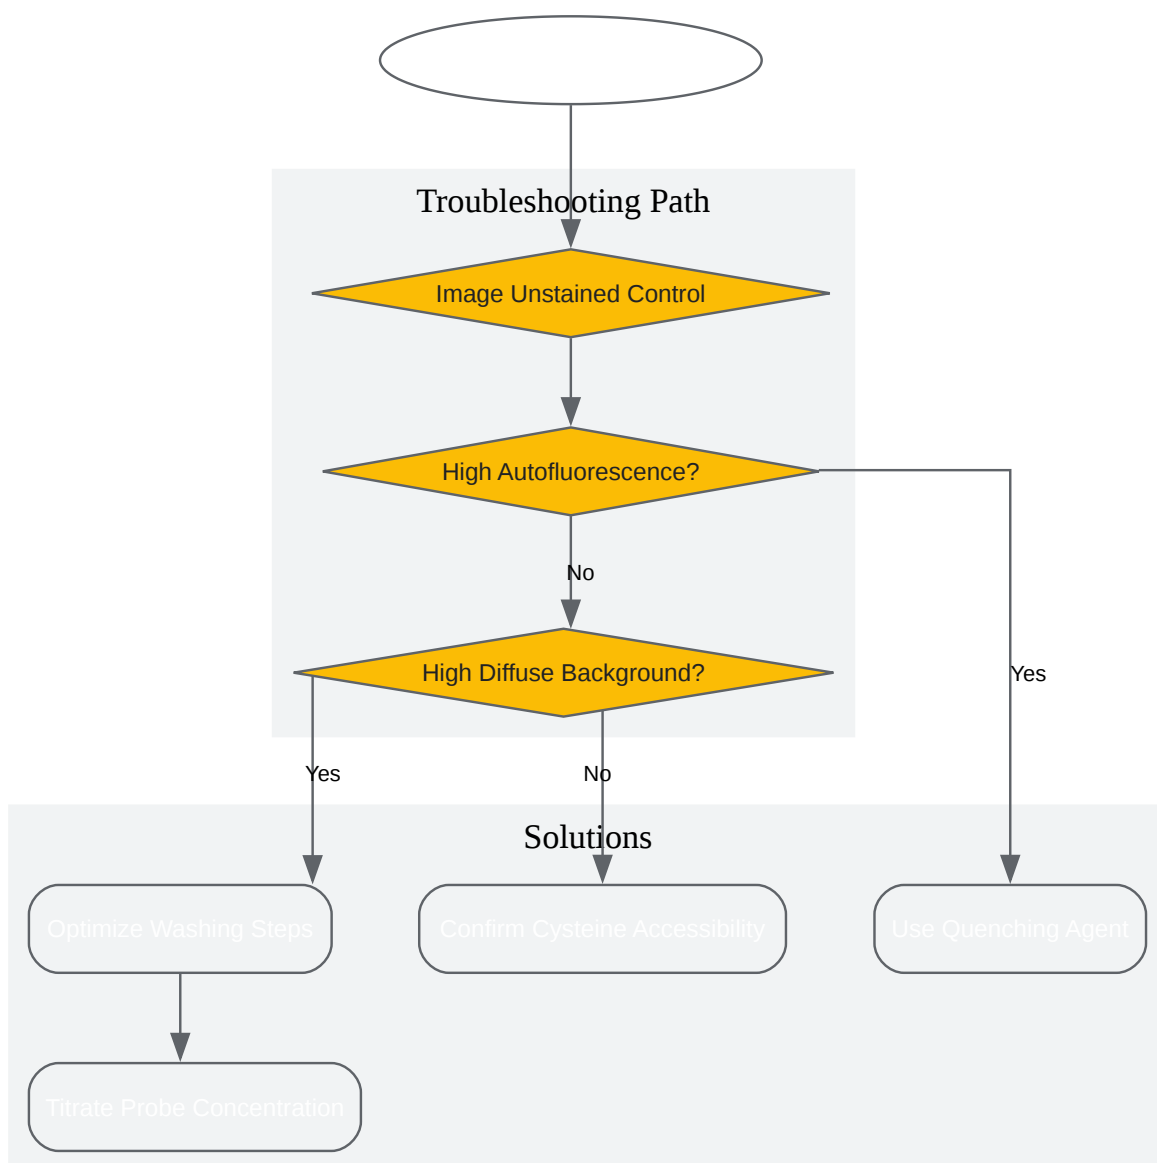 Troubleshooting Path
Image Unstained Control
High Autofluorescence?
No
High Diffuse Background?
Yes
Yes
No
Solutions
Optimize Washing Steps
Confirm Cysteine Accessibility
Use Quenching Agent
Titrate Probe Concentration